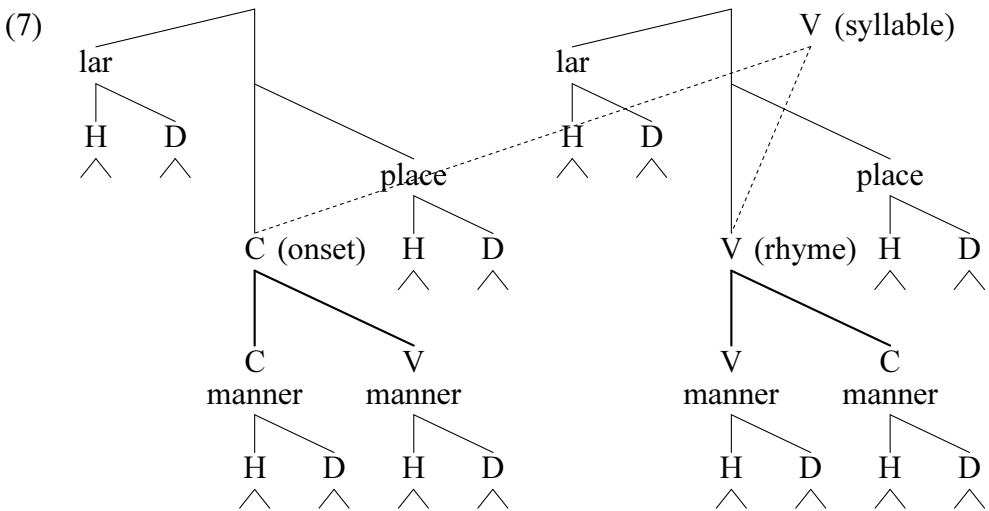 (7) V (syllable)
lar lar
H D H D
place place
C (onset) H D V (rhyme) H D
C V V C
manner manner manner manner
H D H D H D H D